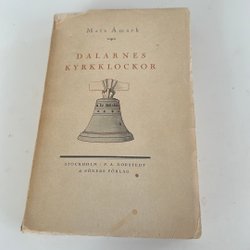 Mats Åmark
DALARNES
KYRKKLOCKOR
STOCKHOLM · P. A. NORSTEDT
& SÖNERS FÖRLAG